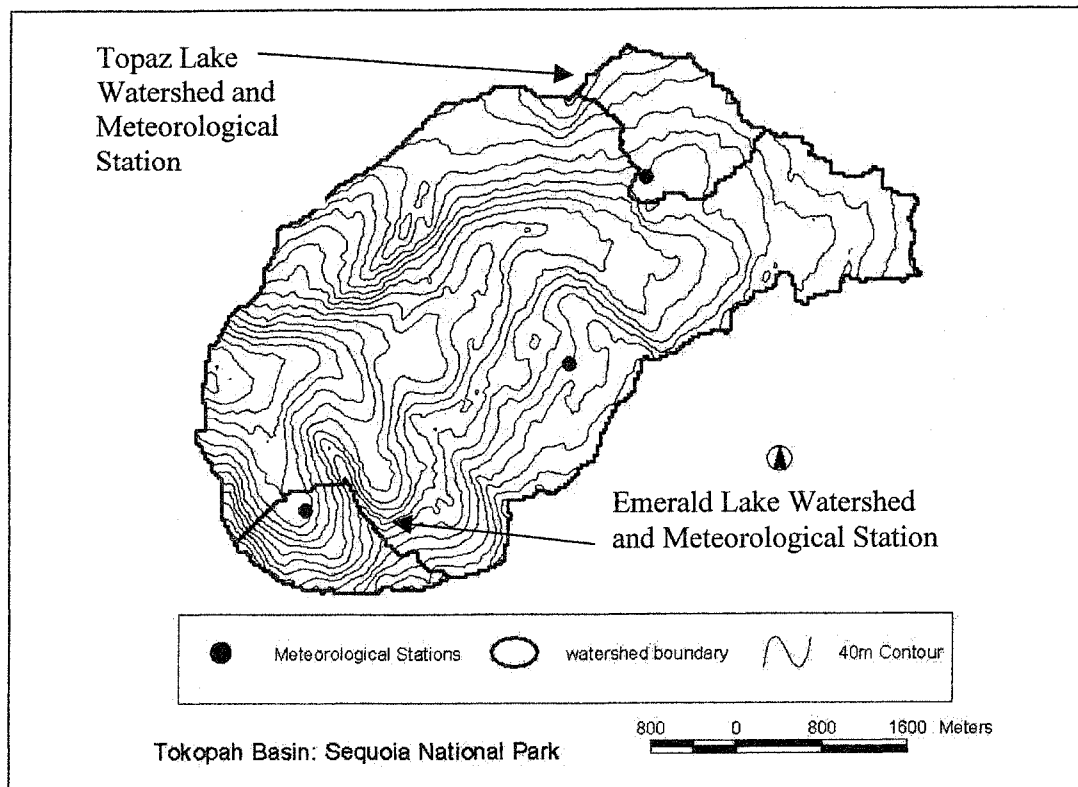 Topaz Lake
Watershed and
Meteorological
Station
Emerald Lake Watershed
and Meteorological Station
Meteorological Stations watershed boundary 40m Contour
800 0 800 1600 Meters
Tokopah Basin: Sequoia National Park